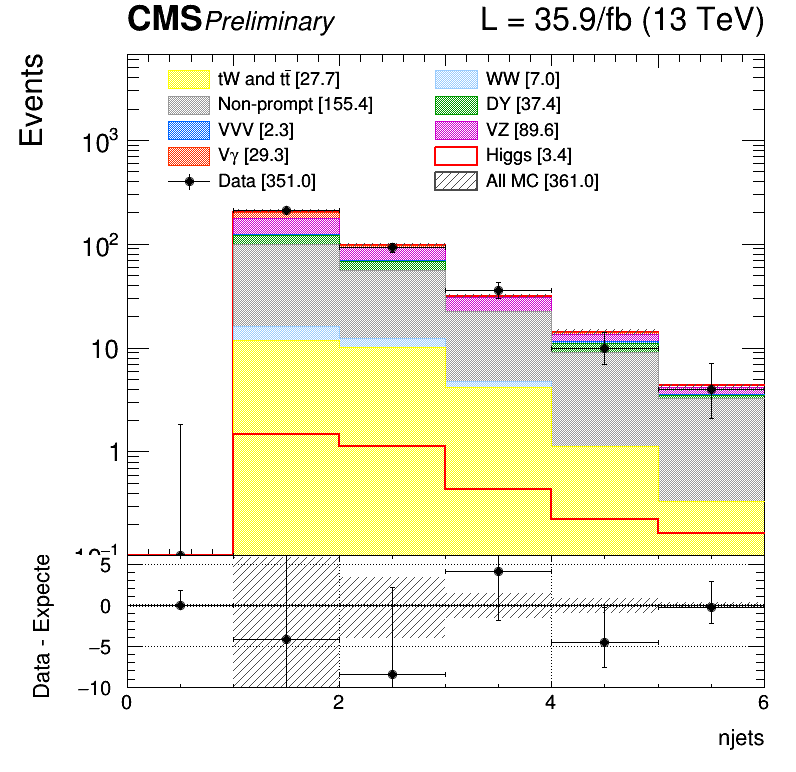 CMS Preliminary L = 35.9/fb (13 TeV)
Events
tW and tt̄ [27.7] WW [7.0]
Non-prompt [155.4] DY [37.4]
VVV [2.3] VZ [89.6]
Vγ [29.3] Higgs [3.4]
Data [351.0] All MC [361.0]
10³
10²
10
1
Data - Expecte
5
0
−5
−10
0 2 4 6
njets